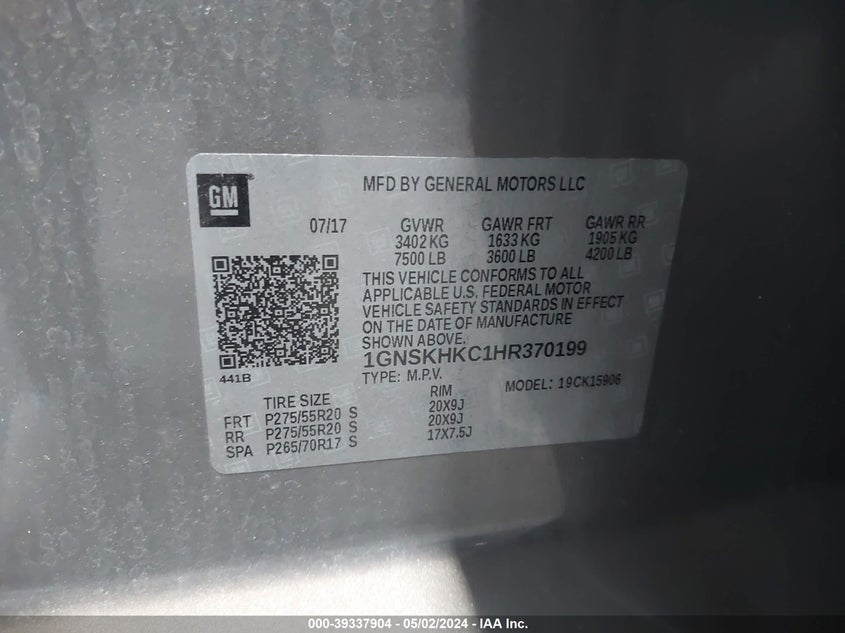 GM
MFD BY GENERAL MOTORS LLC
07/17 GVWR GAWR FRT GAWR RR
3402 KG 1633 KG 1905 KG
7500 LB 3600 LB 4200 LB
THIS VEHICLE CONFORMS TO ALL
APPLICABLE U.S. FEDERAL MOTOR
VEHICLE SAFETY STANDARDS IN EFFECT
ON THE DATE OF MANUFACTURE
SHOWN ABOVE.
1GNSKHKC1HR370199
441B
TYPE: M.P.V. MODEL: 19CK15906
TIRE SIZE RIM
FRT P275/55R20 S 20X9J
RR P275/55R20 S 20X9J
SPA P265/70R17 S 17X7.5J
000-39337904 — 05/02/2024 — IAA Inc.